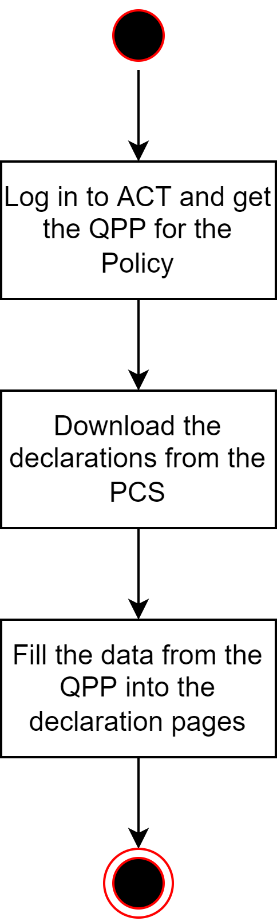 Log in to ACT and get
the QPP for the
Policy
Download the
declarations from the
PCS
Fill the data from the
QPP into the
declaration pages